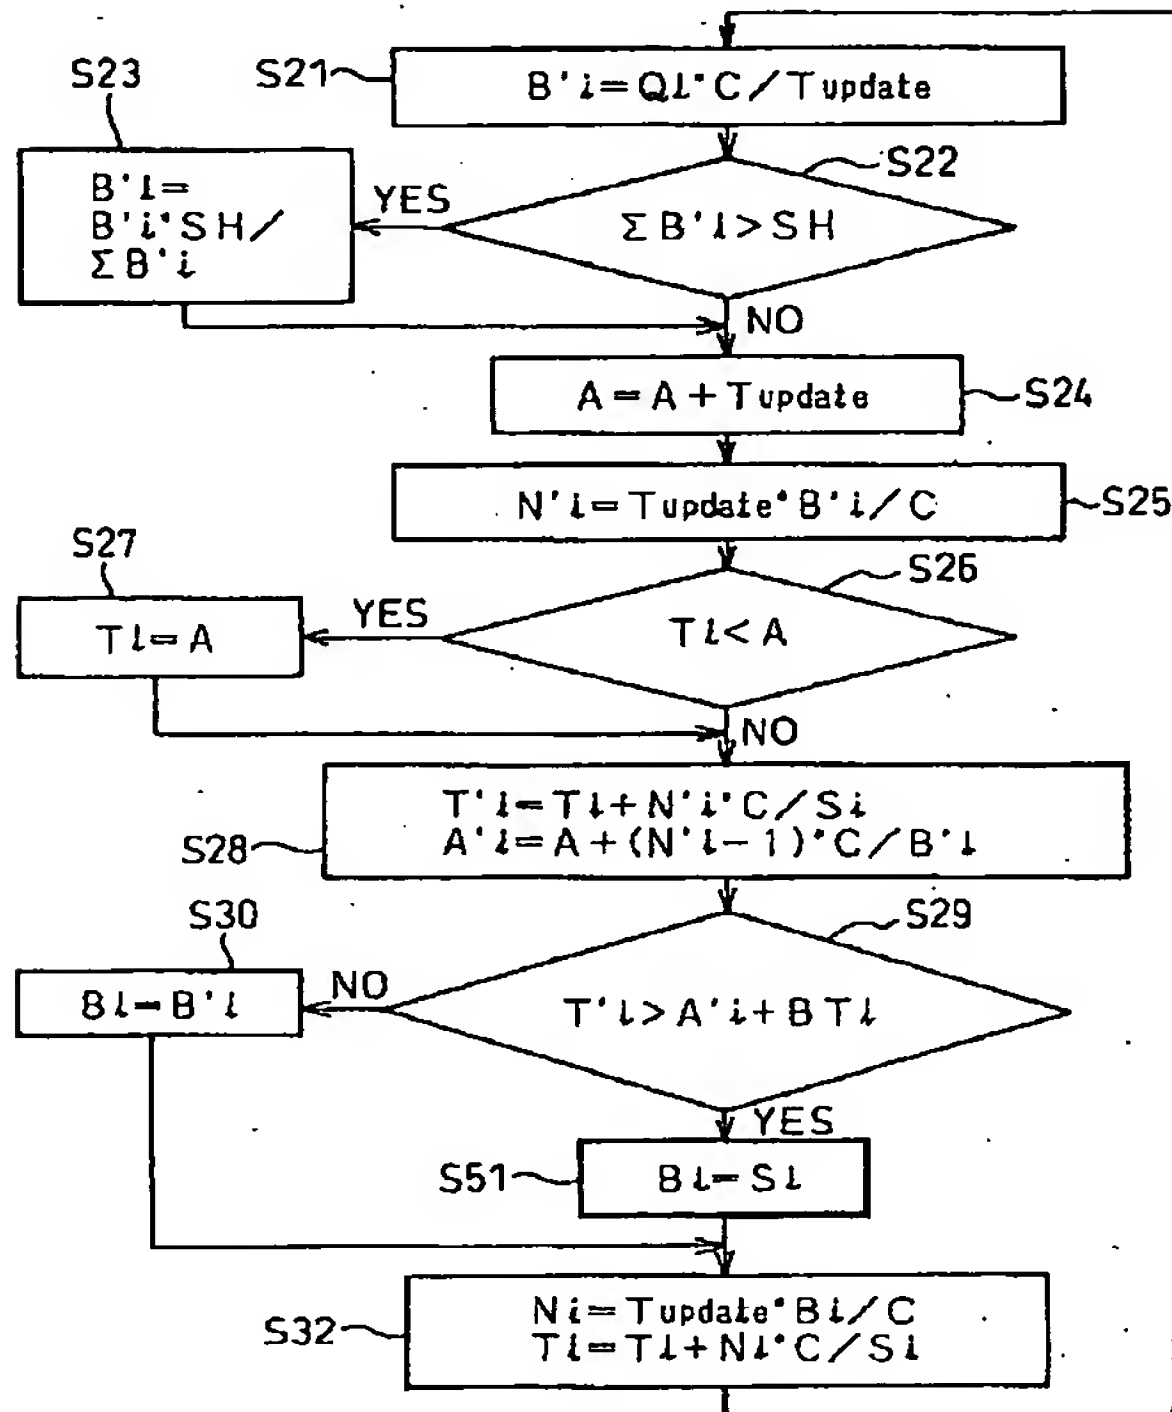 S21
B'i=Qi·C/Tupdate
S23
S22
B'i=
B'i·SH/
ΣB'i
YES
ΣB'i>SH
NO
A=A+Tupdate
S24
N'i=Tupdate·B'i/C
S25
S27
S26
Ti=A
YES
Ti<A
NO
T'i=Ti+N'i·C/Si
A'i=A+(N'i-1)·C/B'i
S28
S30
S29
Bi=B'i
NO
T'i>A'i+BTi
YES
S51
Bi=Si
Ni=Tupdate·Bi/C
Ti=Ti+Ni·C/Si
S32